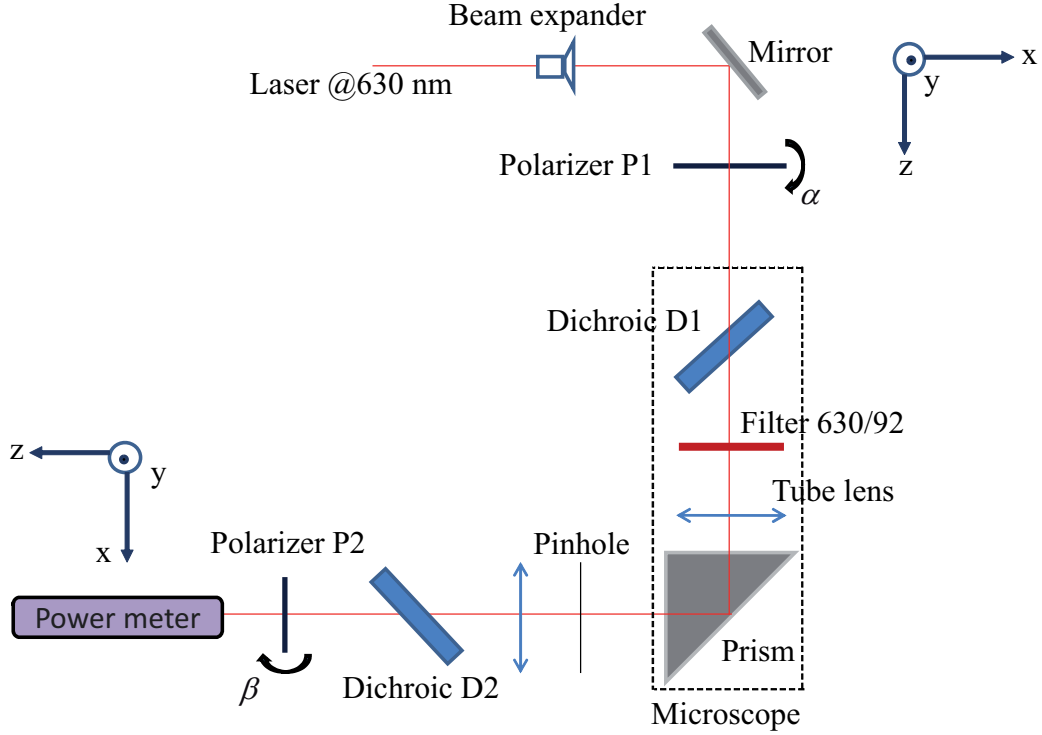 Beam expander
Mirror
Laser @630 nm
x
y
z
Polarizer P1
α
Dichroic D1
Filter 630/92
z
y
x
Tube lens
Polarizer P2
Pinhole
Power meter
Prism
β
Dichroic D2
Microscope